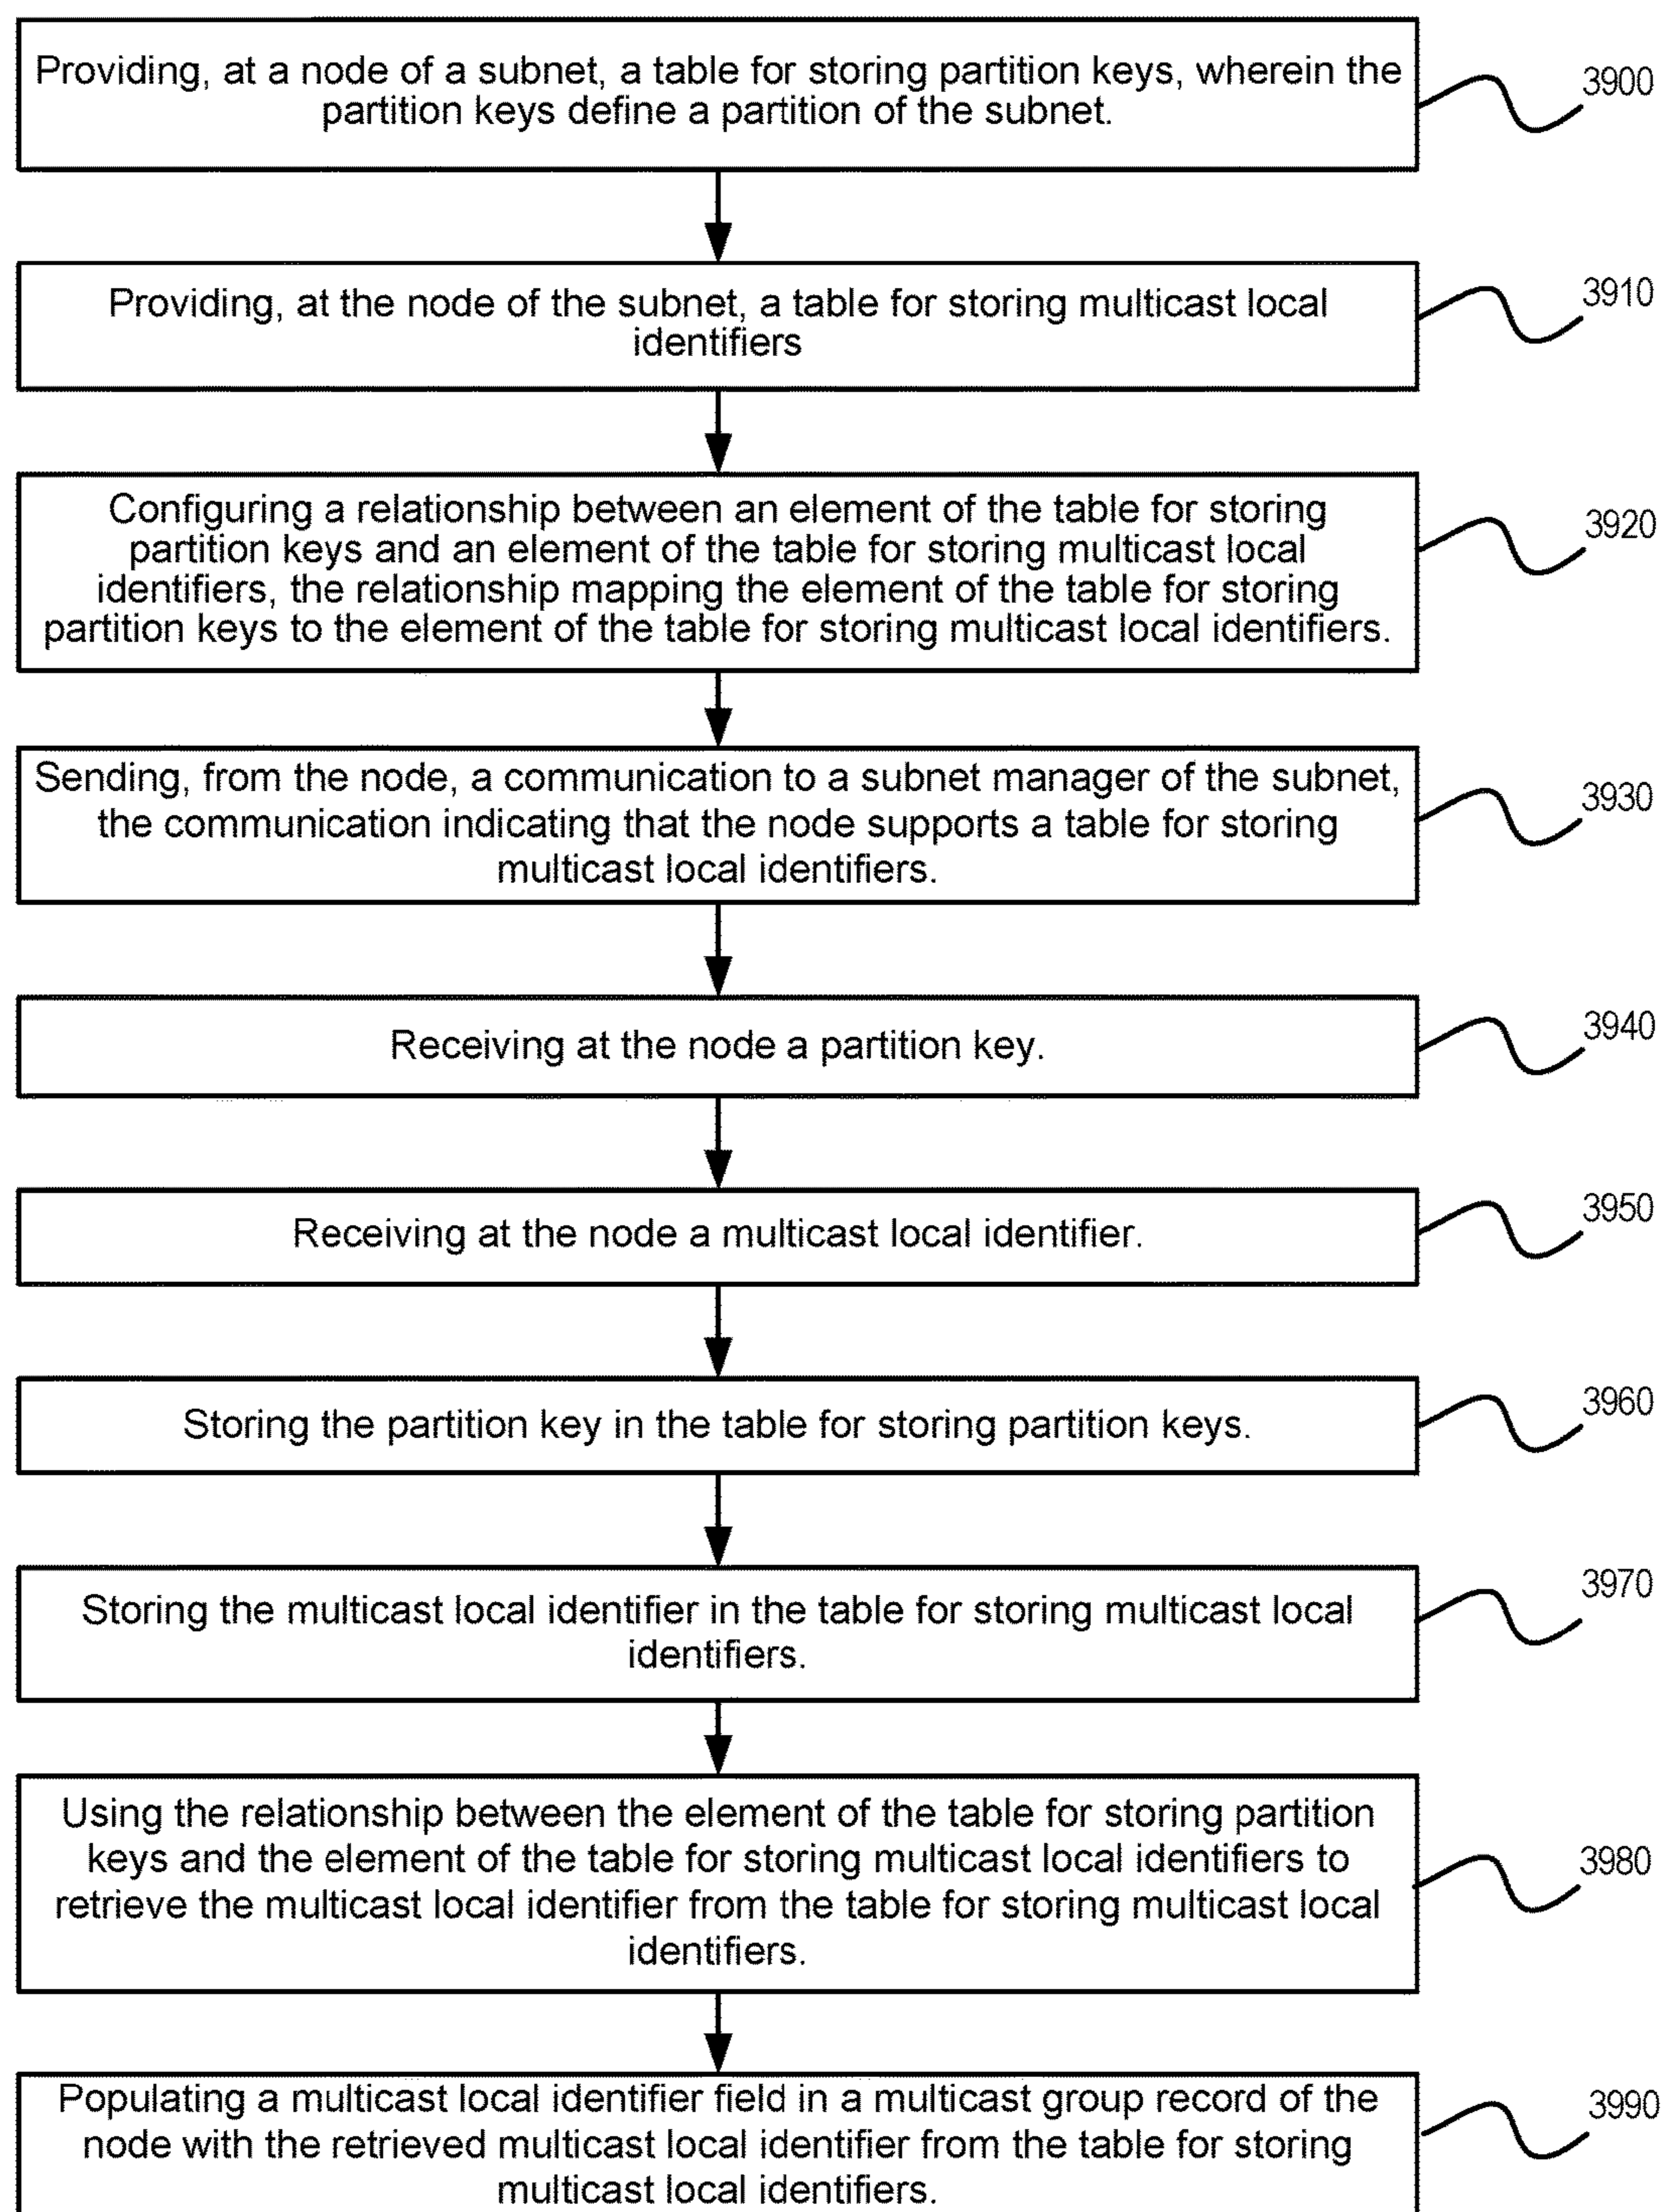 Providing, at a node of a subnet, a table for storing partition keys, wherein the
partition keys define a partition of the subnet.
3900
Providing, at the node of the subnet, a table for storing multicast local
identifiers
3910
Configuring a relationship between an element of the table for storing
partition keys and an element of the table for storing multicast local
identifiers, the relationship mapping the element of the table for storing
partition keys to the element of the table for storing multicast local identifiers.
3920
Sending, from the node, a communication to a subnet manager of the subnet,
the communication indicating that the node supports a table for storing
multicast local identifiers.
3930
Receiving at the node a partition key.
3940
Receiving at the node a multicast local identifier.
3950
Storing the partition key in the table for storing partition keys.
3960
Storing the multicast local identifier in the table for storing multicast local
identifiers.
3970
Using the relationship between the element of the table for storing partition
keys and the element of the table for storing multicast local identifiers to
retrieve the multicast local identifier from the table for storing multicast local
identifiers.
3980
Populating a multicast local identifier field in a multicast group record of the
node with the retrieved multicast local identifier from the table for storing
multicast local identifiers.
3990